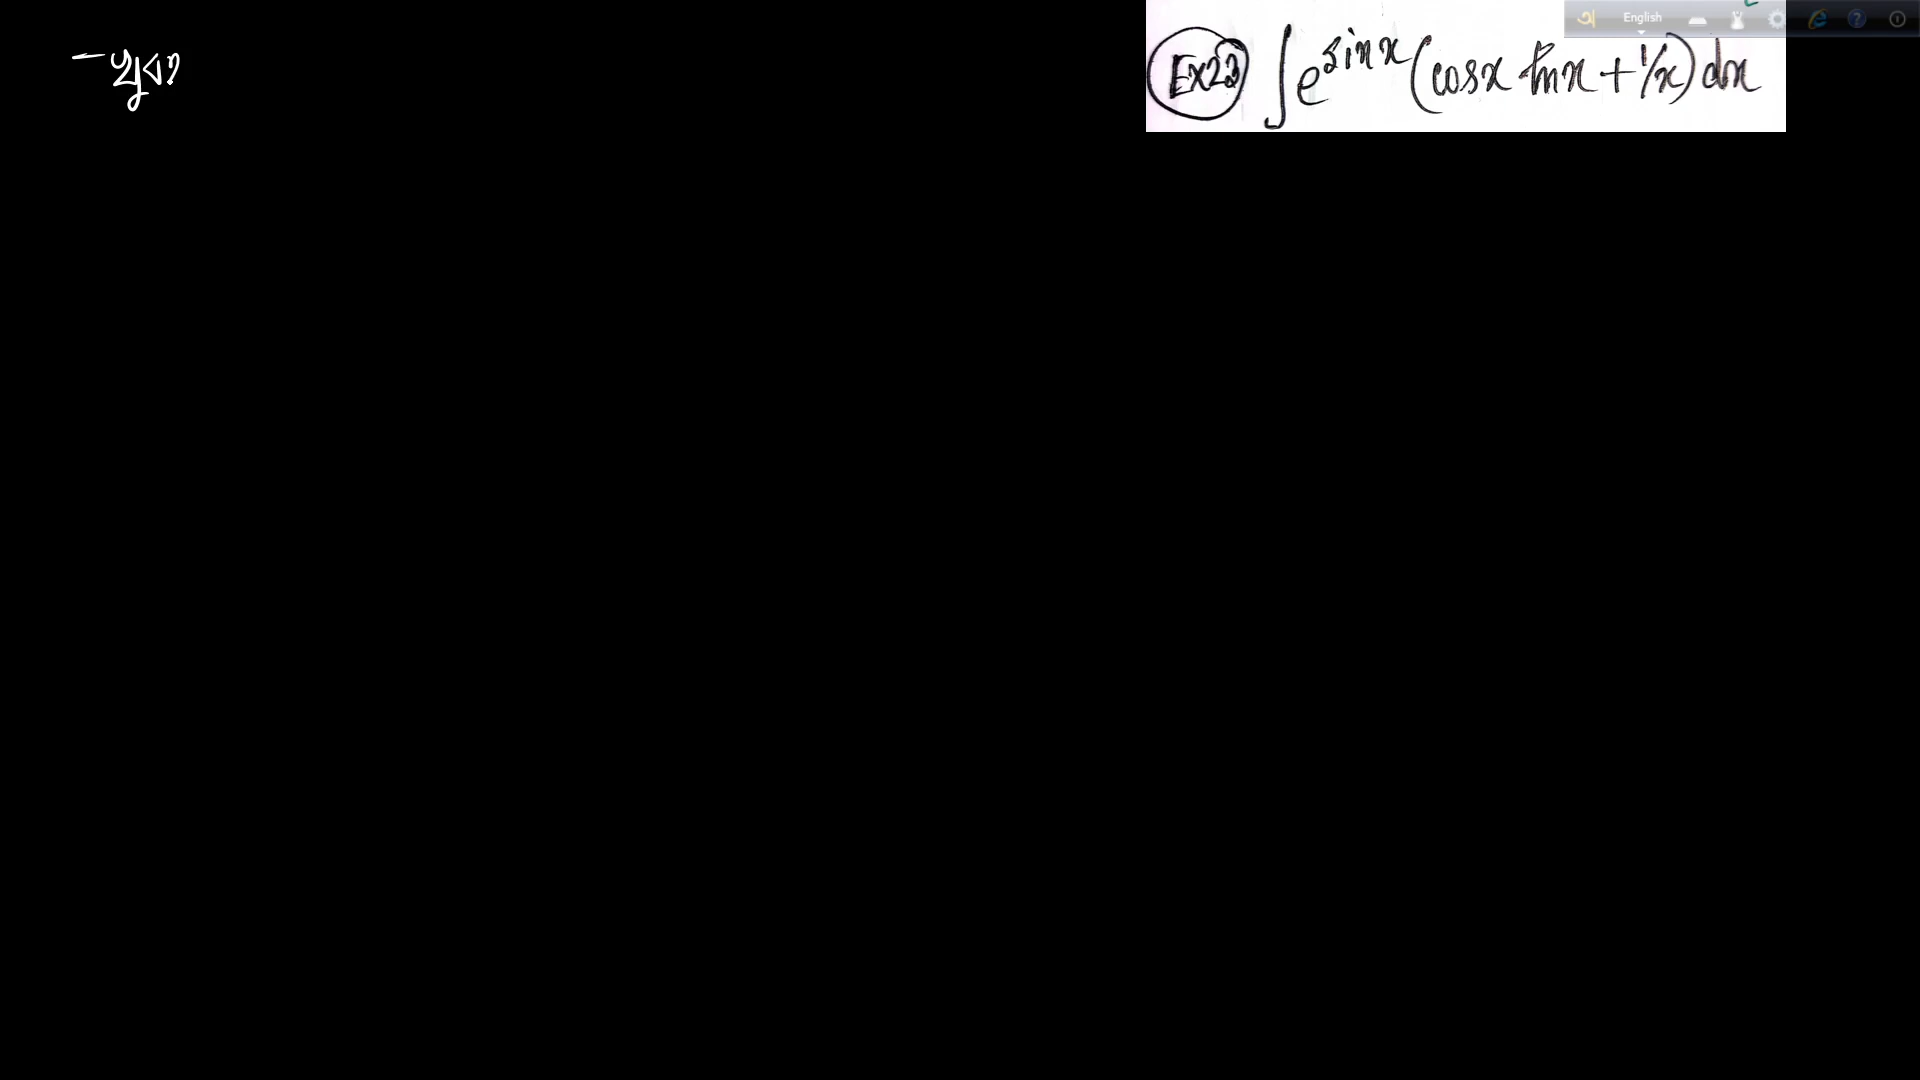 Ex23 ∫e^{sinx}(cosx lnx + 1/x) dx
English